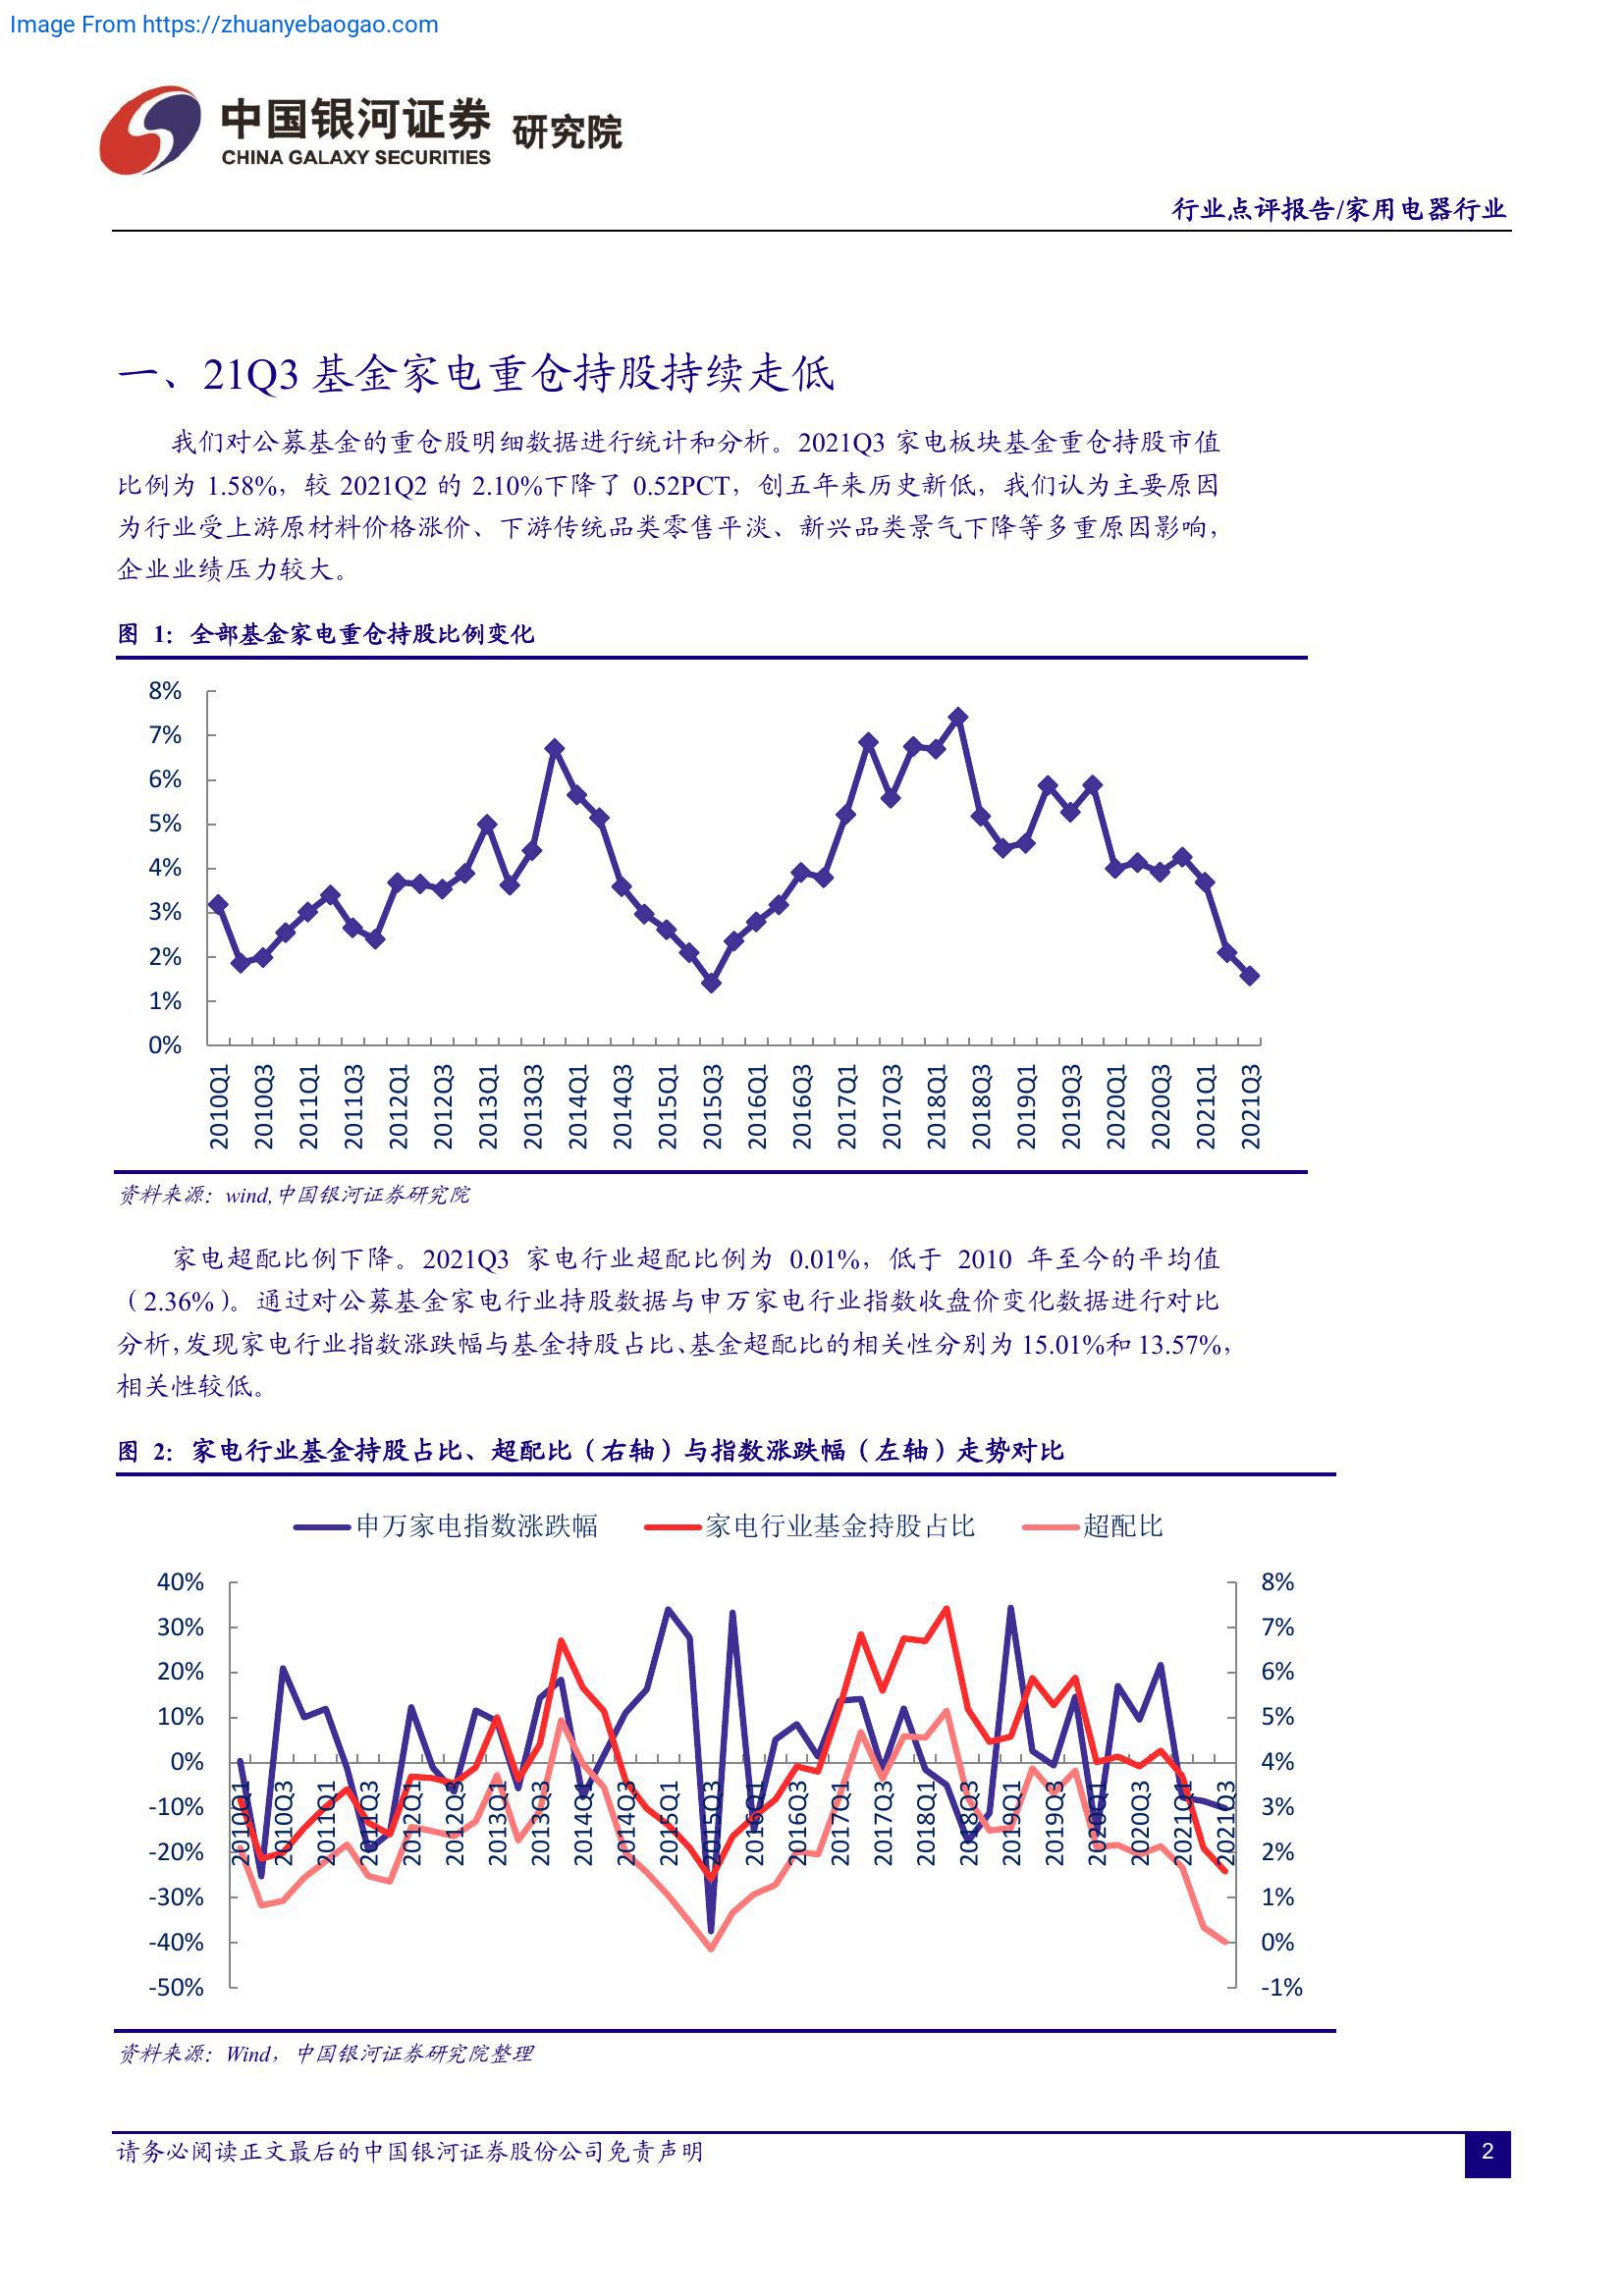 Image From https://zhuanyebaogao.com
中国银河证券 研究院
CHINA GALAXY SECURITIES
行业点评报告/家用电器行业
一、21Q3 基金家电重仓持股持续走低
我们对公募基金的重仓股明细数据进行统计和分析。2021Q3 家电板块基金重仓持股市值
比例为 1.58%，较 2021Q2 的 2.10%下降了 0.52PCT，创五年来历史新低，我们认为主要原因
为行业受上游原材料价格涨价、下游传统品类零售平淡、新兴品类景气下降等多重原因影响，
企业业绩压力较大。
图 1：全部基金家电重仓持股比例变化
8%
7%
6%
5%
4%
3%
2%
1%
0%
2010Q1 2010Q3 2011Q1 2011Q3 2012Q1 2012Q3 2013Q1 2013Q3 2014Q1 2014Q3 2015Q1 2015Q3 2016Q1 2016Q3 2017Q1 2017Q3 2018Q1 2018Q3 2019Q1 2019Q3 2020Q1 2020Q3 2021Q1 2021Q3
资料来源：wind,中国银河证券研究院
家电超配比例下降。2021Q3 家电行业超配比例为 0.01%，低于 2010 年至今的平均值
（2.36%）。通过对公募基金家电行业持股数据与申万家电行业指数收盘价变化数据进行对比
分析，发现家电行业指数涨跌幅与基金持股占比、基金超配比的相关性分别为 15.01%和 13.57%，
相关性较低。
图 2：家电行业基金持股占比、超配比（右轴）与指数涨跌幅（左轴）走势对比
申万家电指数涨跌幅 家电行业基金持股占比 超配比
40% 8%
30% 7%
20% 6%
10% 5%
0% 4%
-10% 3%
-20% 2%
-30% 1%
-40% 0%
-50% -1%
2010Q1 2010Q3 2011Q1 2011Q3 2012Q1 2012Q3 2013Q1 2013Q3 2014Q1 2014Q3 2015Q1 2015Q3 2016Q1 2016Q3 2017Q1 2017Q3 2018Q1 2018Q3 2019Q1 2019Q3 2020Q1 2020Q3 2021Q1 2021Q3
资料来源：Wind，中国银河证券研究院整理
请务必阅读正文最后的中国银河证券股份公司免责声明
2